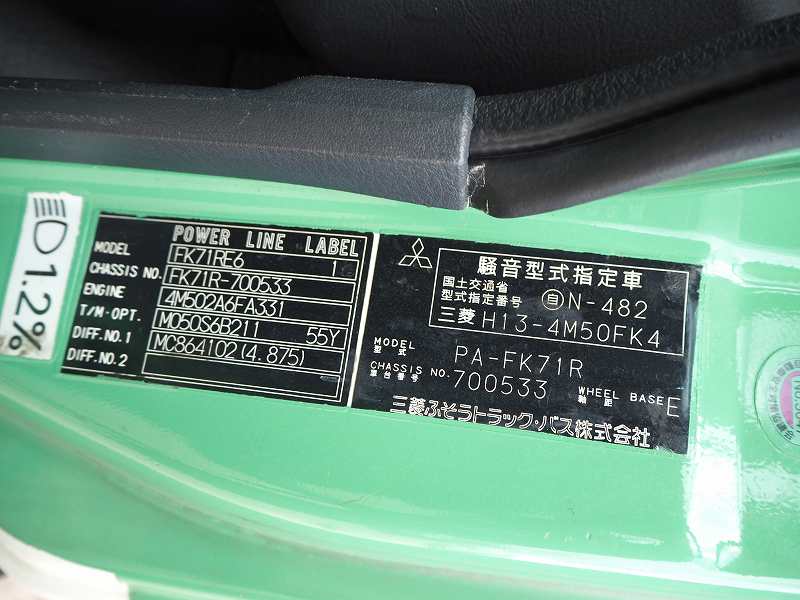 1.2%
POWER LINE LABEL
MODEL FK71RE6 1
CHASSIS NO. FK71R-700533
ENGINE 4M502A6FA331
T/M·OPT. M050S6B211 55Y
DIFF.NO.1 MC864102(4.875)
DIFF.NO.2
騒音型式指定車
国土交通省
型式指定番号 自N-482
三菱 H13-4M50FK4
MODEL
型式 PA-FK71R
CHASSIS NO.
車台番号 700533 WHEEL BASE
軸距 E
三菱ふそうトラック・バス株式会社